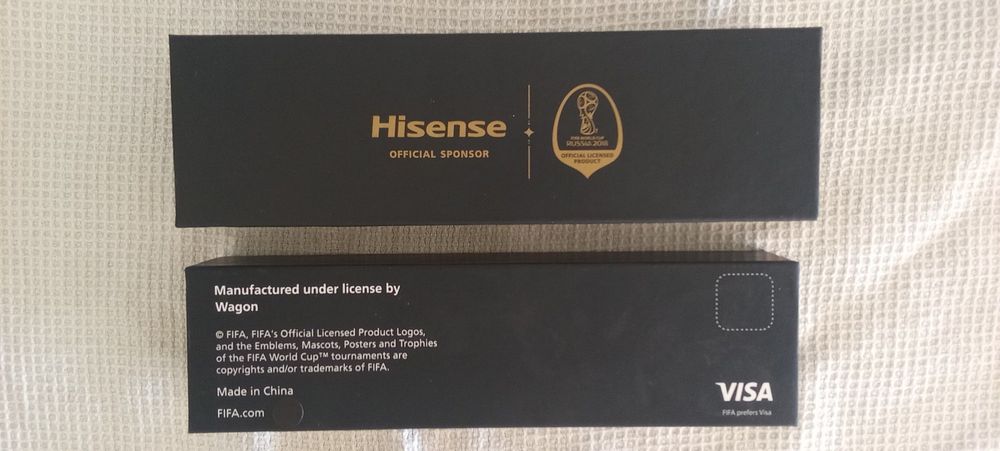 Hisense
OFFICIAL SPONSOR
FIFA WORLD CUP
RUSSIA 2018
OFFICIAL LICENSED
PRODUCT
Manufactured under license by
Wagon
© FIFA, FIFA's Official Licensed Product Logos,
and the Emblems, Mascots, Posters and Trophies
of the FIFA World Cup™ tournaments are
copyrights and/or trademarks of FIFA.
Made in China
FIFA.com
VISA
FIFA prefers Visa